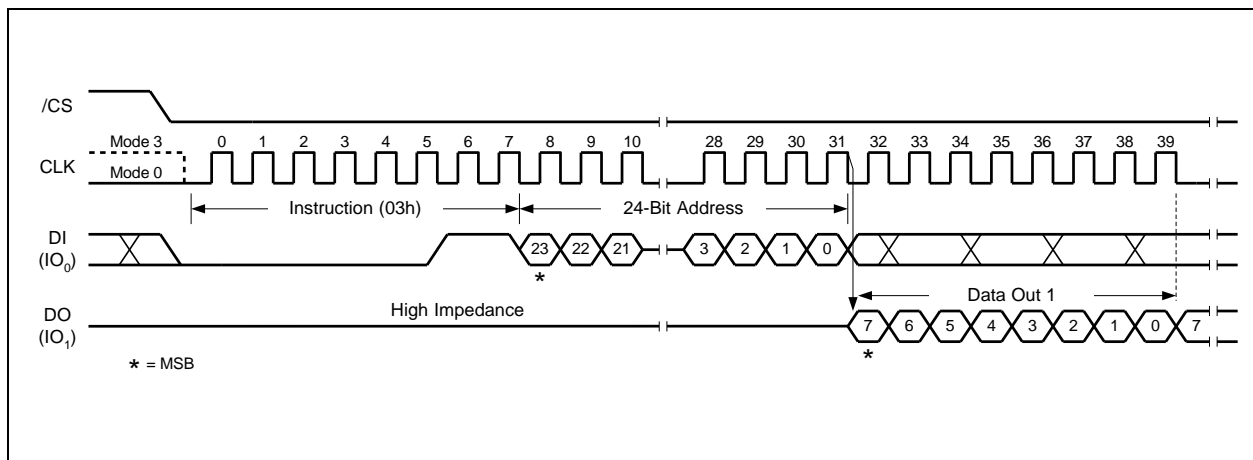 /CS
Mode 3 0 1 2 3 4 5 6 7 8 9 10 28 29 30 31 32 33 34 35 36 37 38 39
CLK Mode 0
Instruction (03h) 24-Bit Address
DI
(IO0) 23 22 21 3 2 1 0
*
High Impedance Data Out 1
DO
(IO1) 7 6 5 4 3 2 1 0 7
*
* = MSB